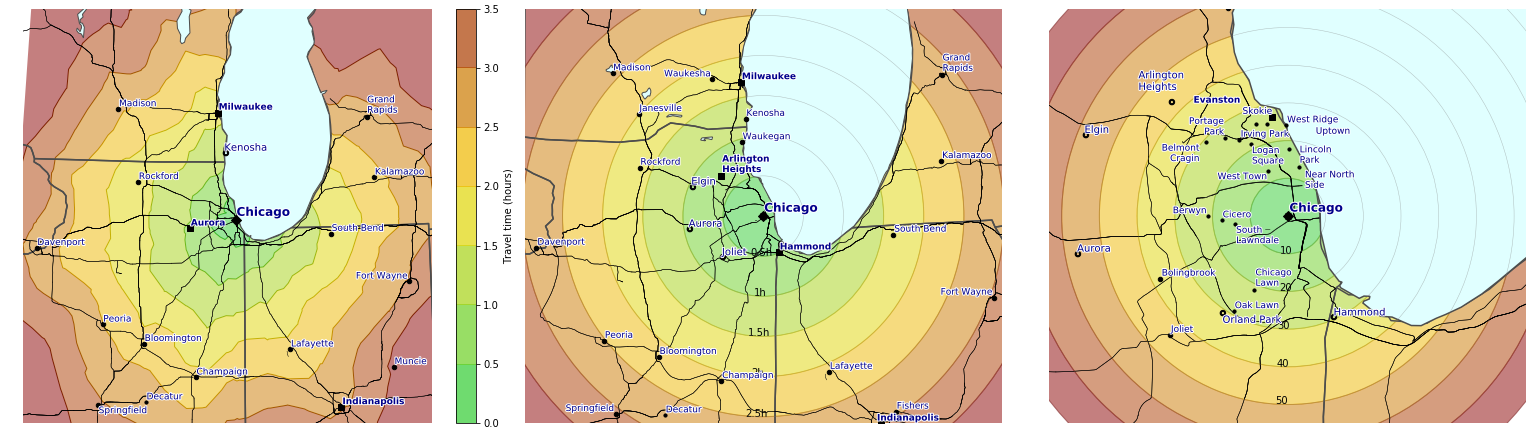 Madison
Milwaukee
Grand
Rapids
Kenosha
Rockford
Kalamazoo
Chicago
Aurora
South Bend
Davenport
Fort Wayne
Peoria
Bloomington
Lafayette
Muncie
Champaign
Decatur
Springfield
Indianapolis
3.5
3.0
2.5
2.0
1.5
1.0
0.5
0.0
Travel time (hours)
Madison
Waukesha
Milwaukee
Grand
Rapids
Janesville
Kenosha
Waukegan
Rockford
Arlington
Heights
Kalamazoo
Elgin
Chicago
Aurora
South Bend
Davenport
Joliet
0.5h
Hammond
1h
Fort Wayne
1.5h
Peoria
Bloomington
2h
Lafayette
Champaign
Springfield
Decatur
2.5h
Fishers
Indianapolis
Arlington
Heights
Evanston
Skokie
Elgin
Portage
Park
Irving Park
West Ridge
Uptown
Belmont
Cragin
Logan
Square
Lincoln
Park
West Town
Near North
Side
Berwyn
Cicero
Chicago
South
Lawndale
Aurora
10
Bolingbrook
Chicago
Lawn
20
Oak Lawn
Orland Park
30
Hammond
Joliet
40
50